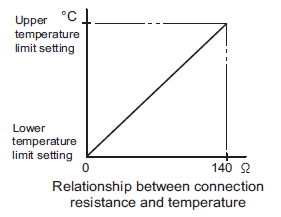 Upper
temperature
limit setting
°C
Lower
temperature
limit setting
0
140 Ω
Relationship between connection
resistance and temperature